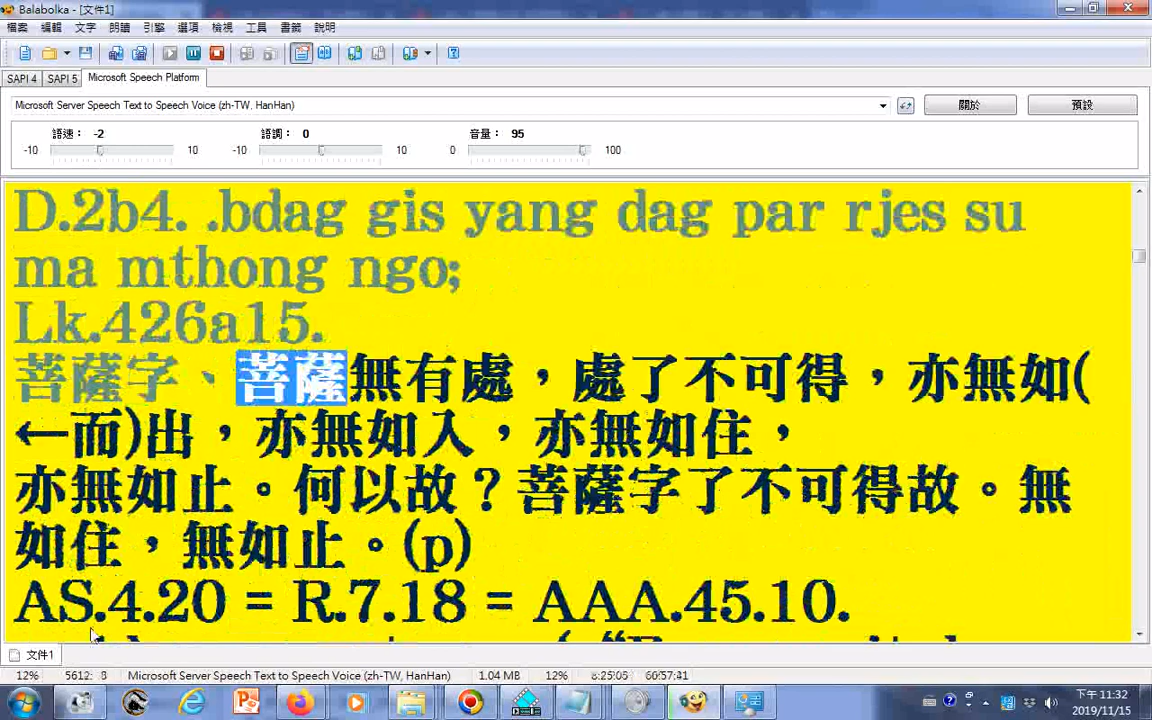 Balabolka - [文件1]
檔案 編輯 文字 朗讀 引擎 選項 檢視 工具 書籤 說明
SAPI 4 SAPI 5 Microsoft Speech Platform
Microsoft Server Speech Text to Speech Voice (zh-TW, HanHan) 關於 預設
語速： -2 語調： 0 音量： 95
-10 10 -10 10 0 100
D.2b4. .bdag gis yang dag par rjes su
ma mthong ngo;
Lk.426a15.
菩薩字、菩薩無有處，處了不可得，亦無如(
←而)出，亦無如入，亦無如住，
亦無如止。何以故？菩薩字了不可得故。無
如住，無如止。(p)
AS.4.20 = R.7.18 = AAA.45.10.
文件1
12% 5612: 8 Microsoft Server Speech Text to Speech Voice (zh-TW, HanHan) 1.04 MB 12% 8:25:08 60:57:41
下午 11:32
2019/11/15